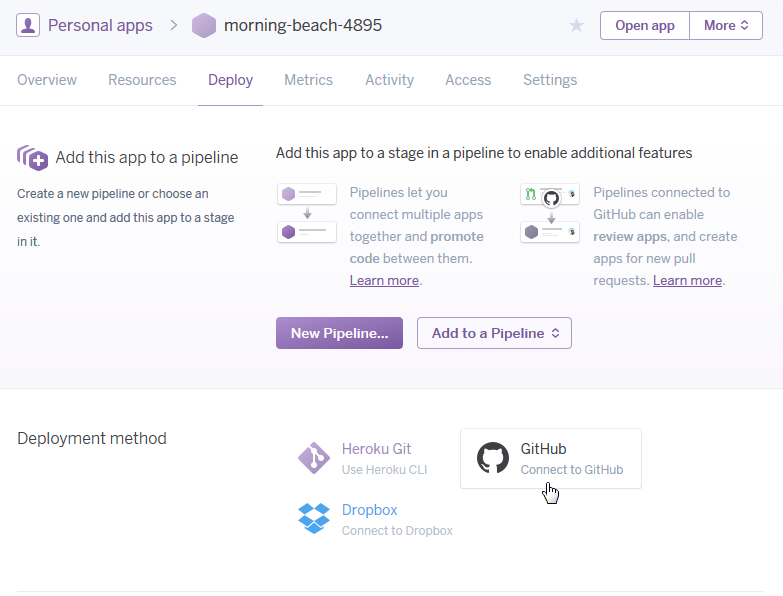 Personal apps > morning-beach-4895
Open app
More
Overview Resources Deploy Metrics Activity Access Settings
Add this app to a pipeline
Create a new pipeline or choose an
existing one and add this app to a stage
in it.
Add this app to a stage in a pipeline to enable additional features
Pipelines let you
connect multiple apps
together and promote
code between them.
Learn more.
Pipelines connected to
GitHub can enable
review apps, and create
apps for new pull
requests. Learn more.
New Pipeline...
Add to a Pipeline
Deployment method
Heroku Git
Use Heroku CLI
GitHub
Connect to GitHub
Dropbox
Connect to Dropbox